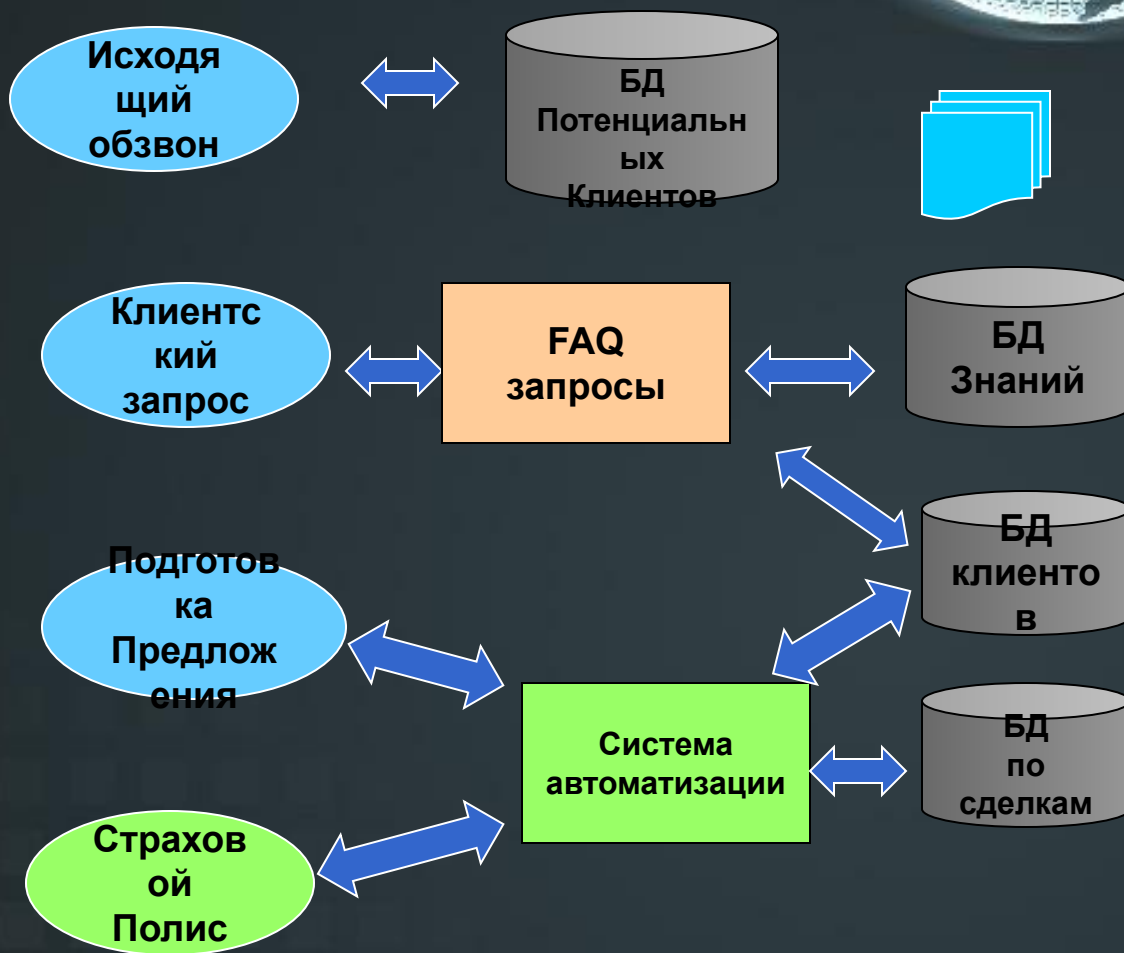 Исходя
щий
обзвон
БД
Потенциальн
ых
Клиентов
Клиентс
кий
запрос
FAQ
запросы
БД
Знаний
БД
клиенто
в
Подготов
ка
Предлож
ения
Система
автоматизации
БД
по
сделкам
Страхов
ой
Полис